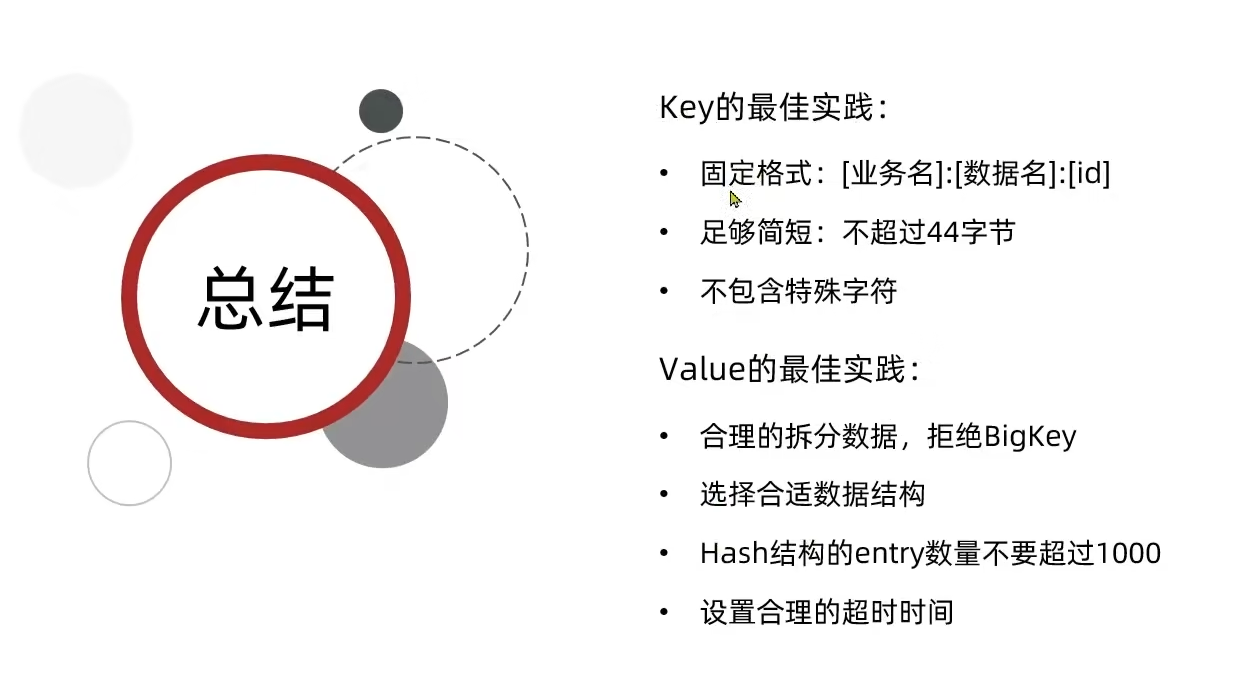 总结
Key的最佳实践：
• 固定格式：[业务名]:[数据名]:[id]
• 足够简短：不超过44字节
• 不包含特殊字符
Value的最佳实践：
• 合理的拆分数据，拒绝BigKey
• 选择合适数据结构
• Hash结构的entry数量不要超过1000
• 设置合理的超时时间